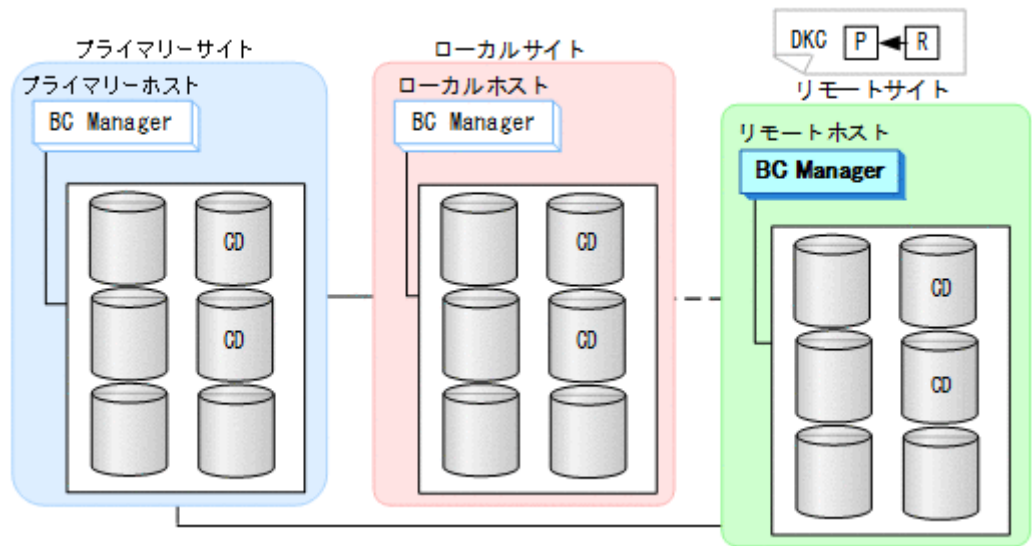 プライマリーサイト
プライマリーホスト
BC Manager
CD
CD
ローカルサイト
ローカルホスト
BC Manager
CD
CD
DKC P R
リモートサイト
リモートホスト
BC Manager
CD
CD